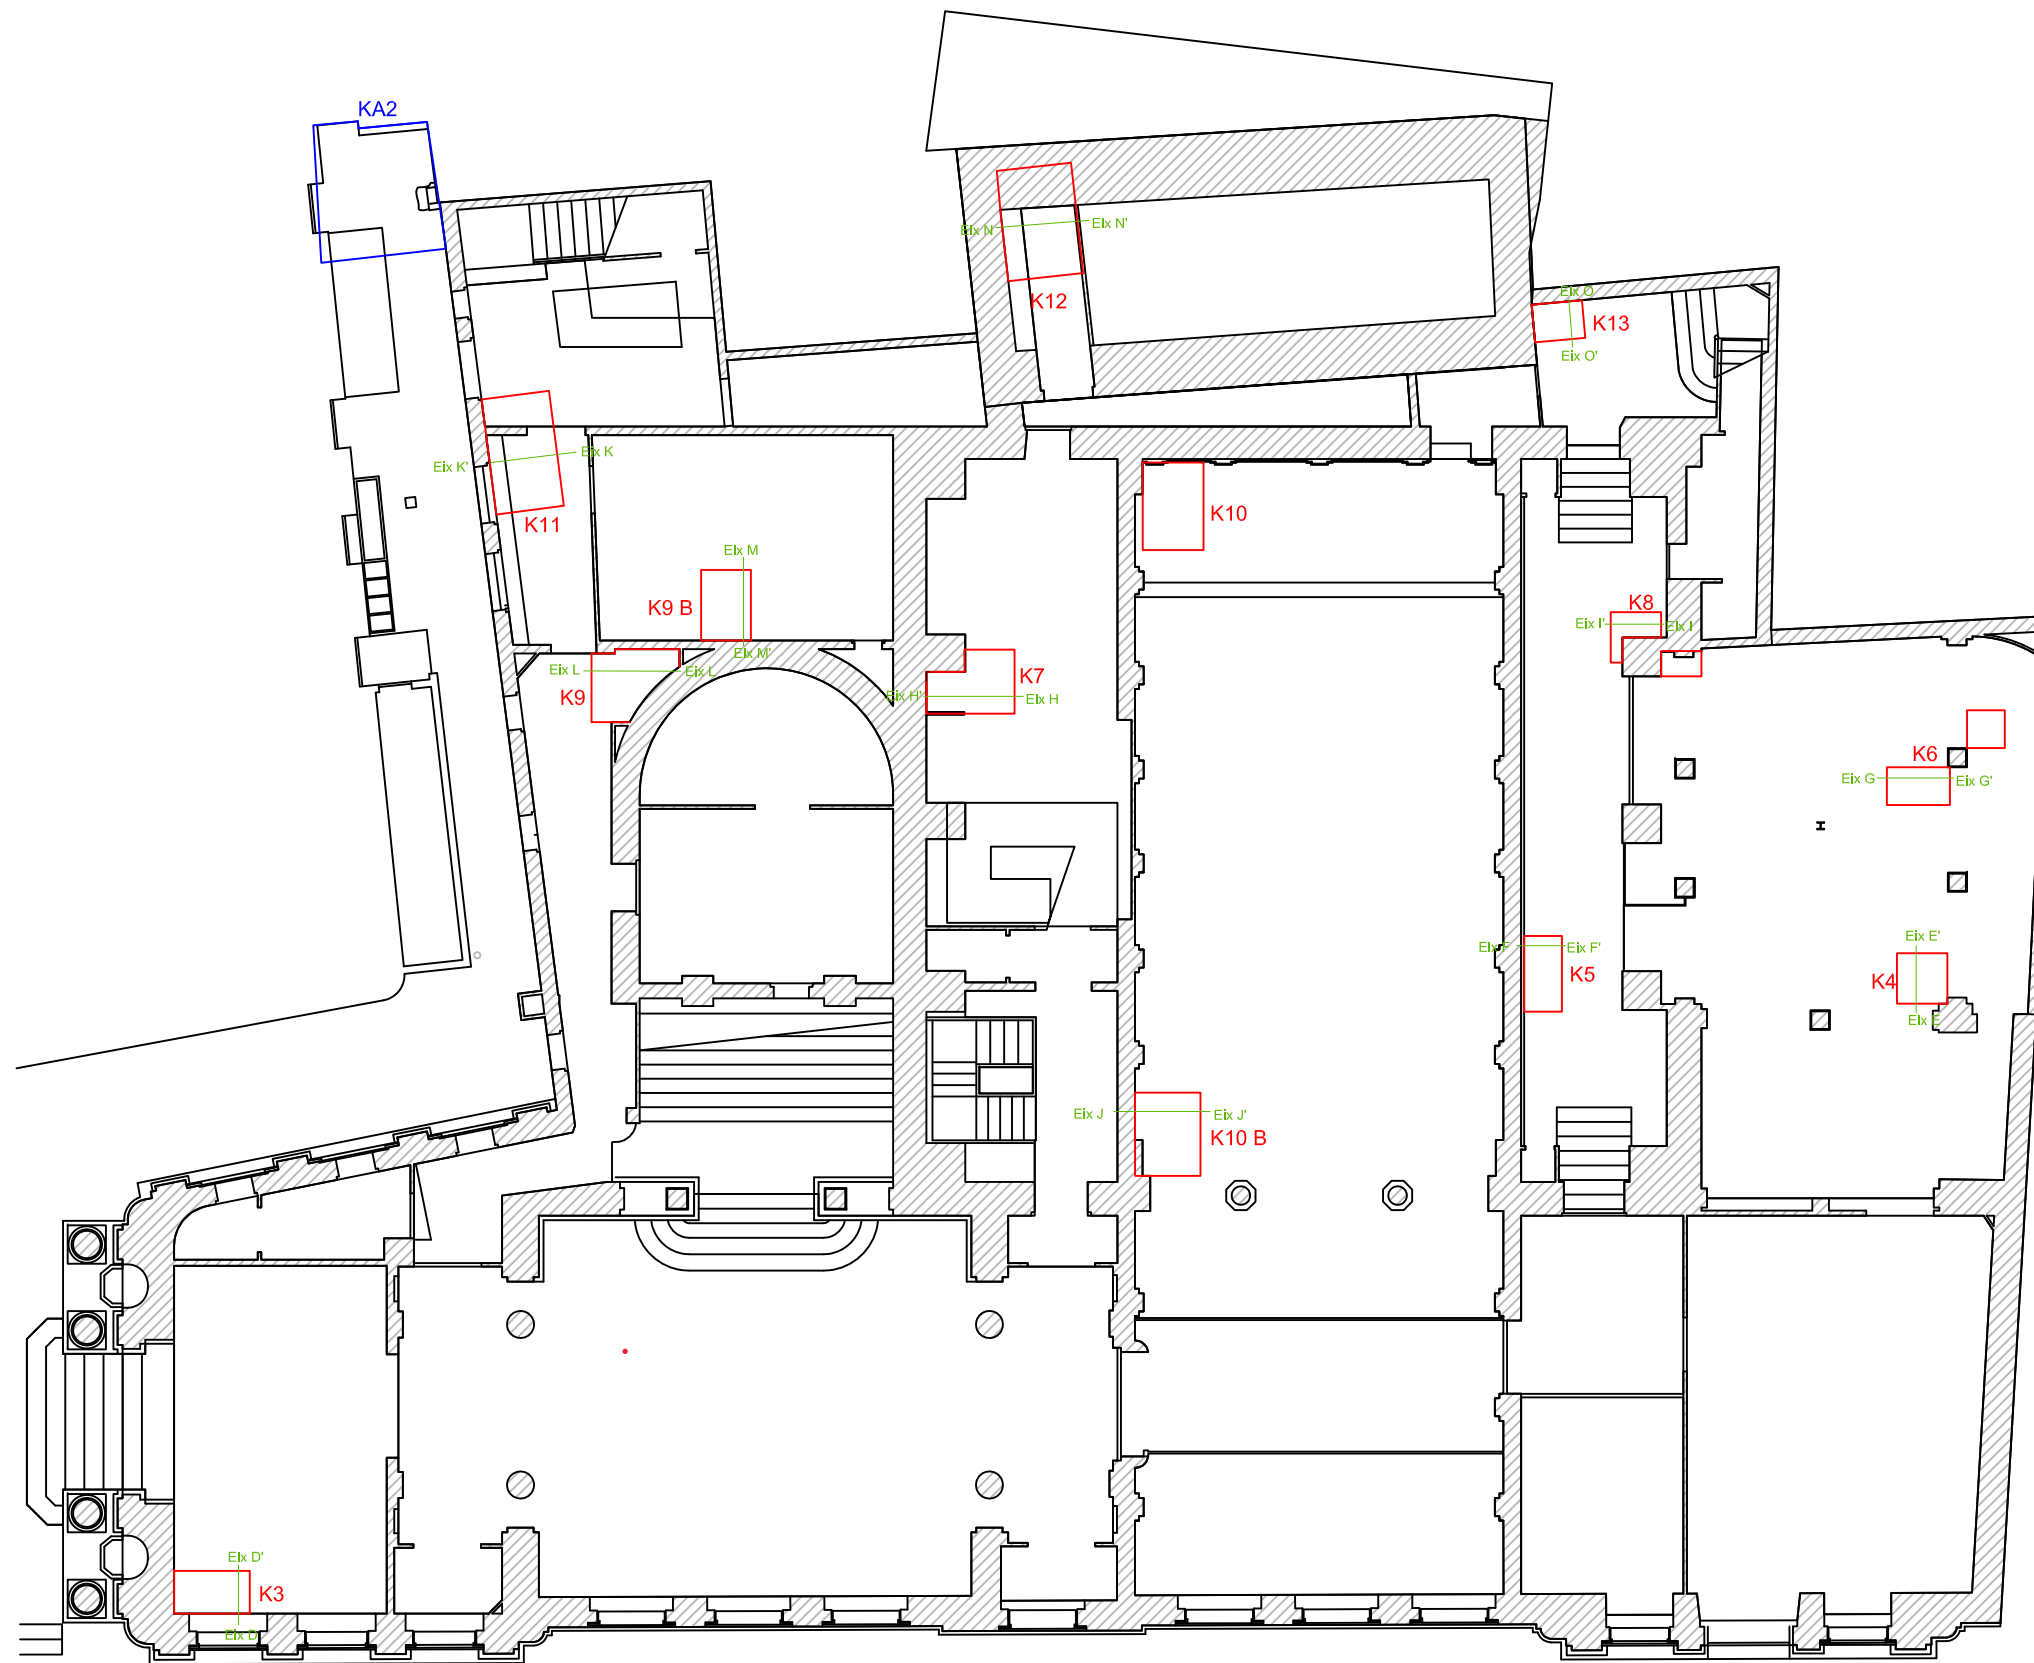 KA2
Eix N
Eix N'
K12
Eix O
K13
Eix O'
Eix K
Eix K'
K11
K10
Eix M
K9 B
K8
Eix I'
Eix I
Eix M'
Eix L
Eix L'
K9
K7
Eix H'
Eix H
K6
Eix G
Eix G'
Eix F
Eix F'
K5
Eix E'
K4
Eix E
Eix J
Eix J'
K10 B
Eix D'
K3
Eix D